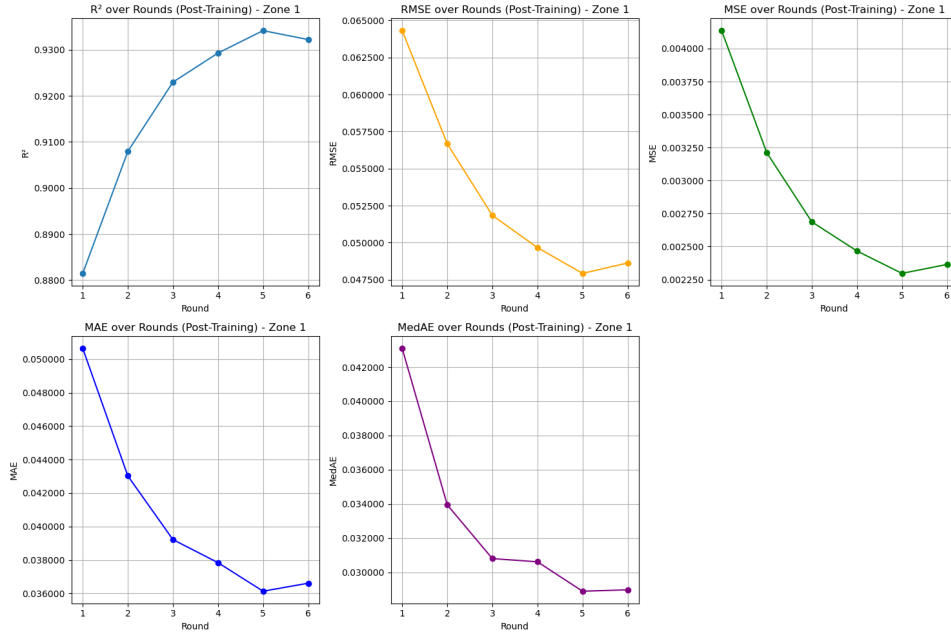 R² over Rounds (Post-Training) - Zone 1
0.9300
0.9200
0.9100
0.9000
0.8900
0.8800
R²
1 2 3 4 5 6
Round
RMSE over Rounds (Post-Training) - Zone 1
0.065000
0.062500
0.060000
0.057500
0.055000
0.052500
0.050000
0.047500
RMSE
1 2 3 4 5 6
Round
MSE over Rounds (Post-Training) - Zone 1
0.004000
0.003750
0.003500
0.003250
0.003000
0.002750
0.002500
0.002250
MSE
1 2 3 4 5 6
Round
MAE over Rounds (Post-Training) - Zone 1
0.050000
0.048000
0.046000
0.044000
0.042000
0.040000
0.038000
0.036000
MAE
1 2 3 4 5 6
Round
MedAE over Rounds (Post-Training) - Zone 1
0.042000
0.040000
0.038000
0.036000
0.034000
0.032000
0.030000
MedAE
1 2 3 4 5 6
Round